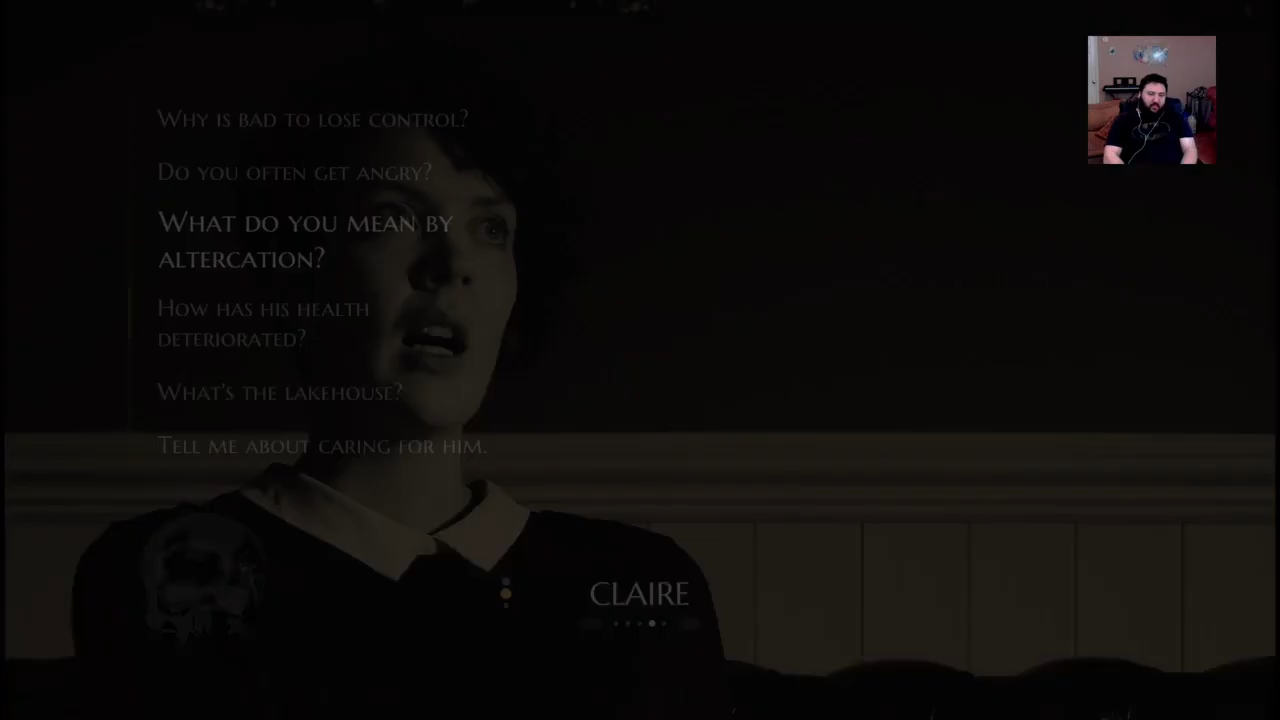 Why is bad to lose control?
Do you often get angry?
What do you mean by
altercation?
How has his health
deteriorated?
What's the lakehouse?
Tell me about caring for him.
CLAIRE